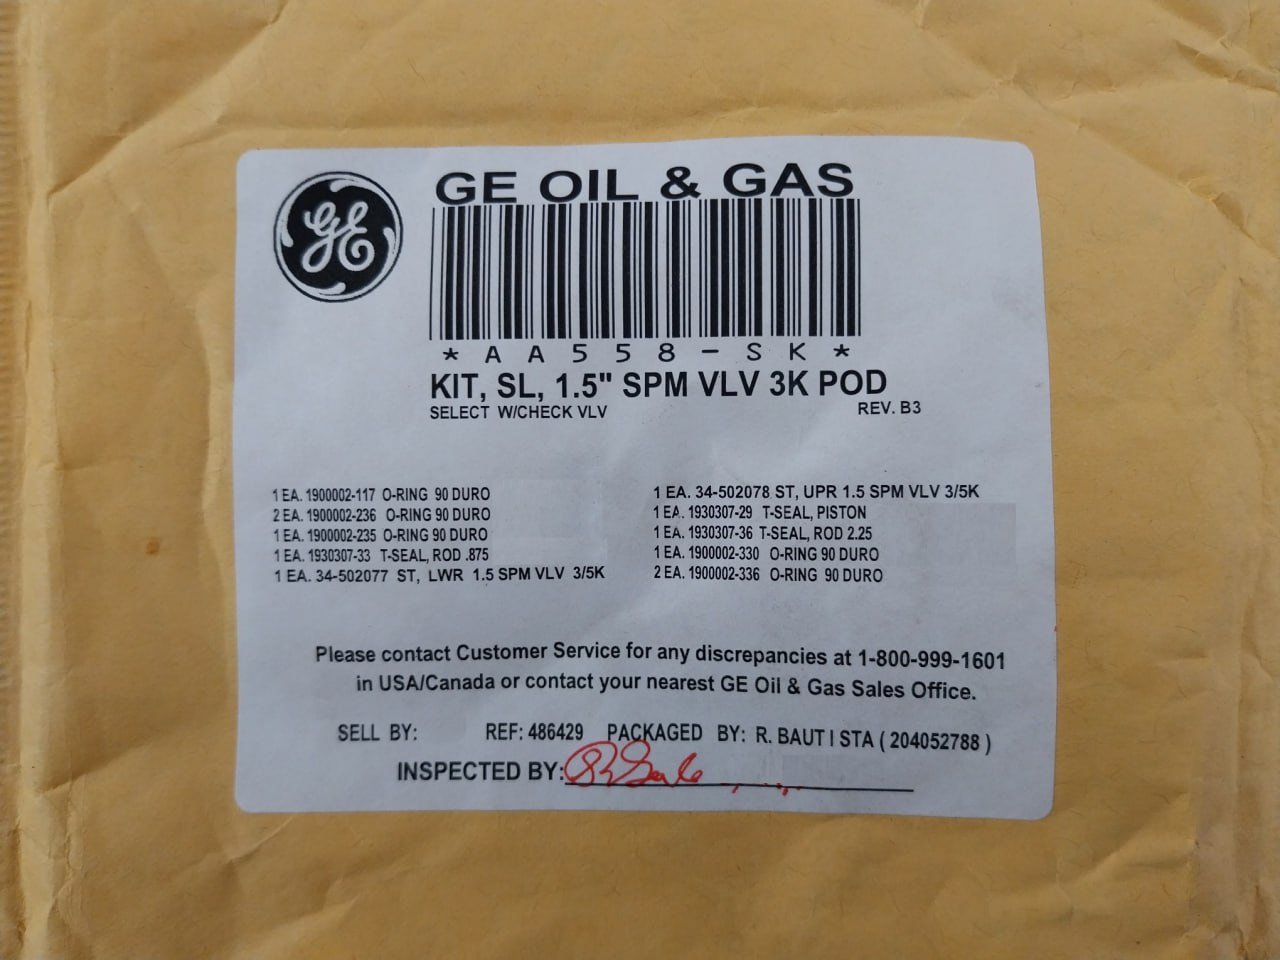 GE
GE OIL & GAS
*AA558-SK*
KIT, SL, 1.5" SPM VLV 3K POD
SELECT W/CHECK VLV REV. B3
1 EA. 1900002-117 O-RING 90 DURO
2 EA. 1900002-236 O-RING 90 DURO
1 EA. 1900002-235 O-RING 90 DURO
1 EA. 1930307-33 T-SEAL, ROD .875
1 EA. 34-502077 ST, LWR 1.5 SPM VLV 3/5K
1 EA. 34-502078 ST, UPR 1.5 SPM VLV 3/5K
1 EA. 1930307-29 T-SEAL, PISTON
1 EA. 1930307-36 T-SEAL, ROD 2.25
1 EA. 1900002-330 O-RING 90 DURO
2 EA. 1900002-336 O-RING 90 DURO
Please contact Customer Service for any discrepancies at 1-800-999-1601
in USA/Canada or contact your nearest GE Oil & Gas Sales Office.
SELL BY: REF: 486429 PACKAGED BY: R. BAUTISTA (204052788)
INSPECTED BY: